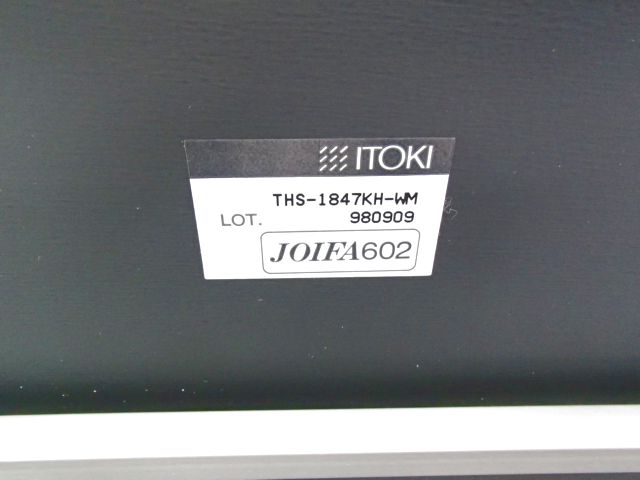 ITOKI
THS-1847KH-WM
LOT. 980909
JOIFA602